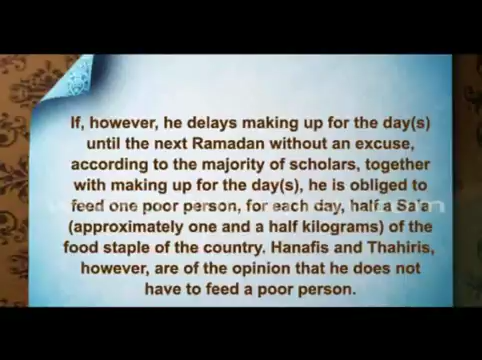 If, however, he delays making up for the day(s)
until the next Ramadan without an excuse,
according to the majority of scholars, together
with making up for the day(s), he is obliged to
feed one poor person, for each day, half a Sa'a
(approximately one and a half kilograms) of the
food staple of the country. Hanafis and Thahiris,
however, are of the opinion that he does not
have to feed a poor person.